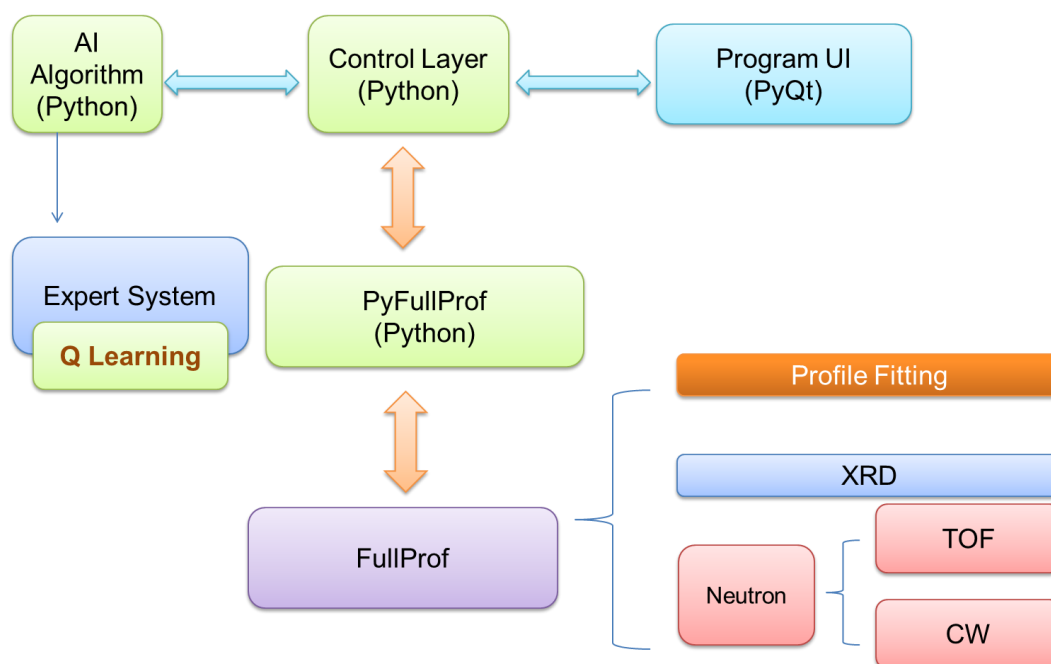 AI
Algorithm
(Python)
Control Layer
(Python)
Program UI
(PyQt)
Expert System
Q Learning
PyFullProf
(Python)
Profile Fitting
XRD
FullProf
Neutron
TOF
CW